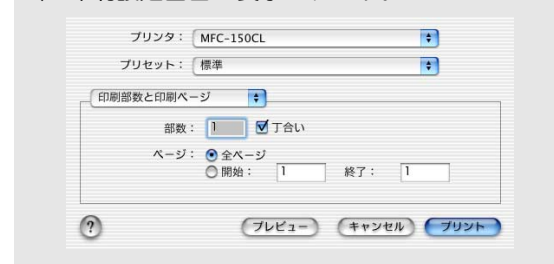 プリンタ： MFC-150CL
プリセット： 標準
印刷部数と印刷ページ
部数： 1 丁合い
ページ： 全ページ
開始： 1 終了： 1
? プレビュー キャンセル プリント